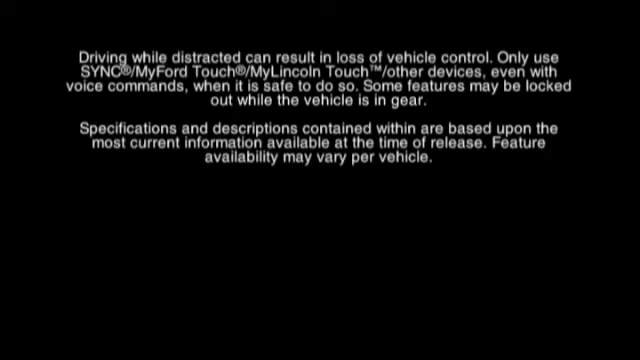 Driving while distracted can result in loss of vehicle control. Only use
SYNC®/MyFord Touch®/MyLincoln Touch™/other devices, even with
voice commands, when it is safe to do so. Some features may be locked
out while the vehicle is in gear.
Specifications and descriptions contained within are based upon the
most current information available at the time of release. Feature
availability may vary per vehicle.